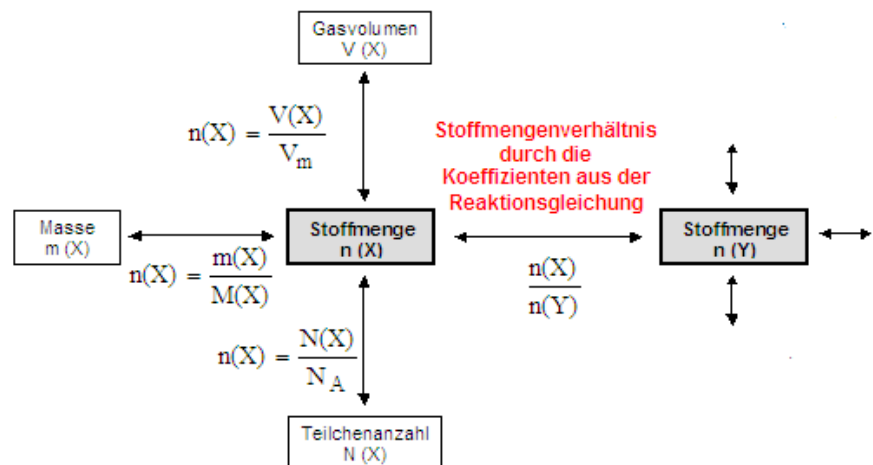 Gasvolumen
V (X)
n(X) = V(X) / V_m
Stoffmengenverhältnis
durch die
Koeffizienten aus der
Reaktionsgleichung
Masse
m (X)
Stoffmenge
n (X)
Stoffmenge
n (Y)
n(X) = m(X) / M(X)
n(X) / n(Y)
n(X) = N(X) / N_A
Teilchenanzahl
N (X)